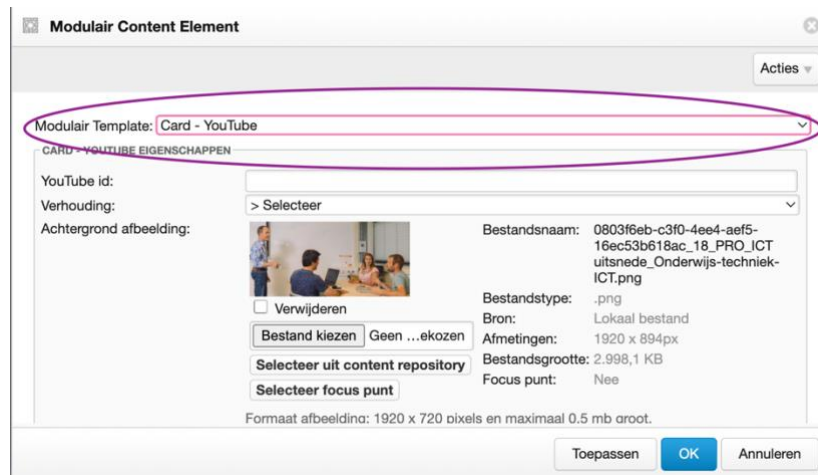 Modulair Content Element
Acties
Modulair Template: Card - YouTube
CARD - YOUTUBE EIGENSCHAPPEN
YouTube id:
Verhouding: > Selecteer
Achtergrond afbeelding:
Bestandsnaam: 0803f6eb-c3f0-4ee4-aef5-
16ec53b618ac_18_PRO_ICT
uitsnede_Onderwijs-techniek-
ICT.png
Verwijderen
Bestand kiezen Geen ...ekozen
Selecteer uit content repository
Selecteer focus punt
Bestandstype: .png
Bron: Lokaal bestand
Afmetingen: 1920 x 894px
Bestandsgrootte: 2.998,1 KB
Focus punt: Nee
Formaat afbeelding: 1920 x 720 pixels en maximaal 0.5 mb groot.
Toepassen OK Annuleren